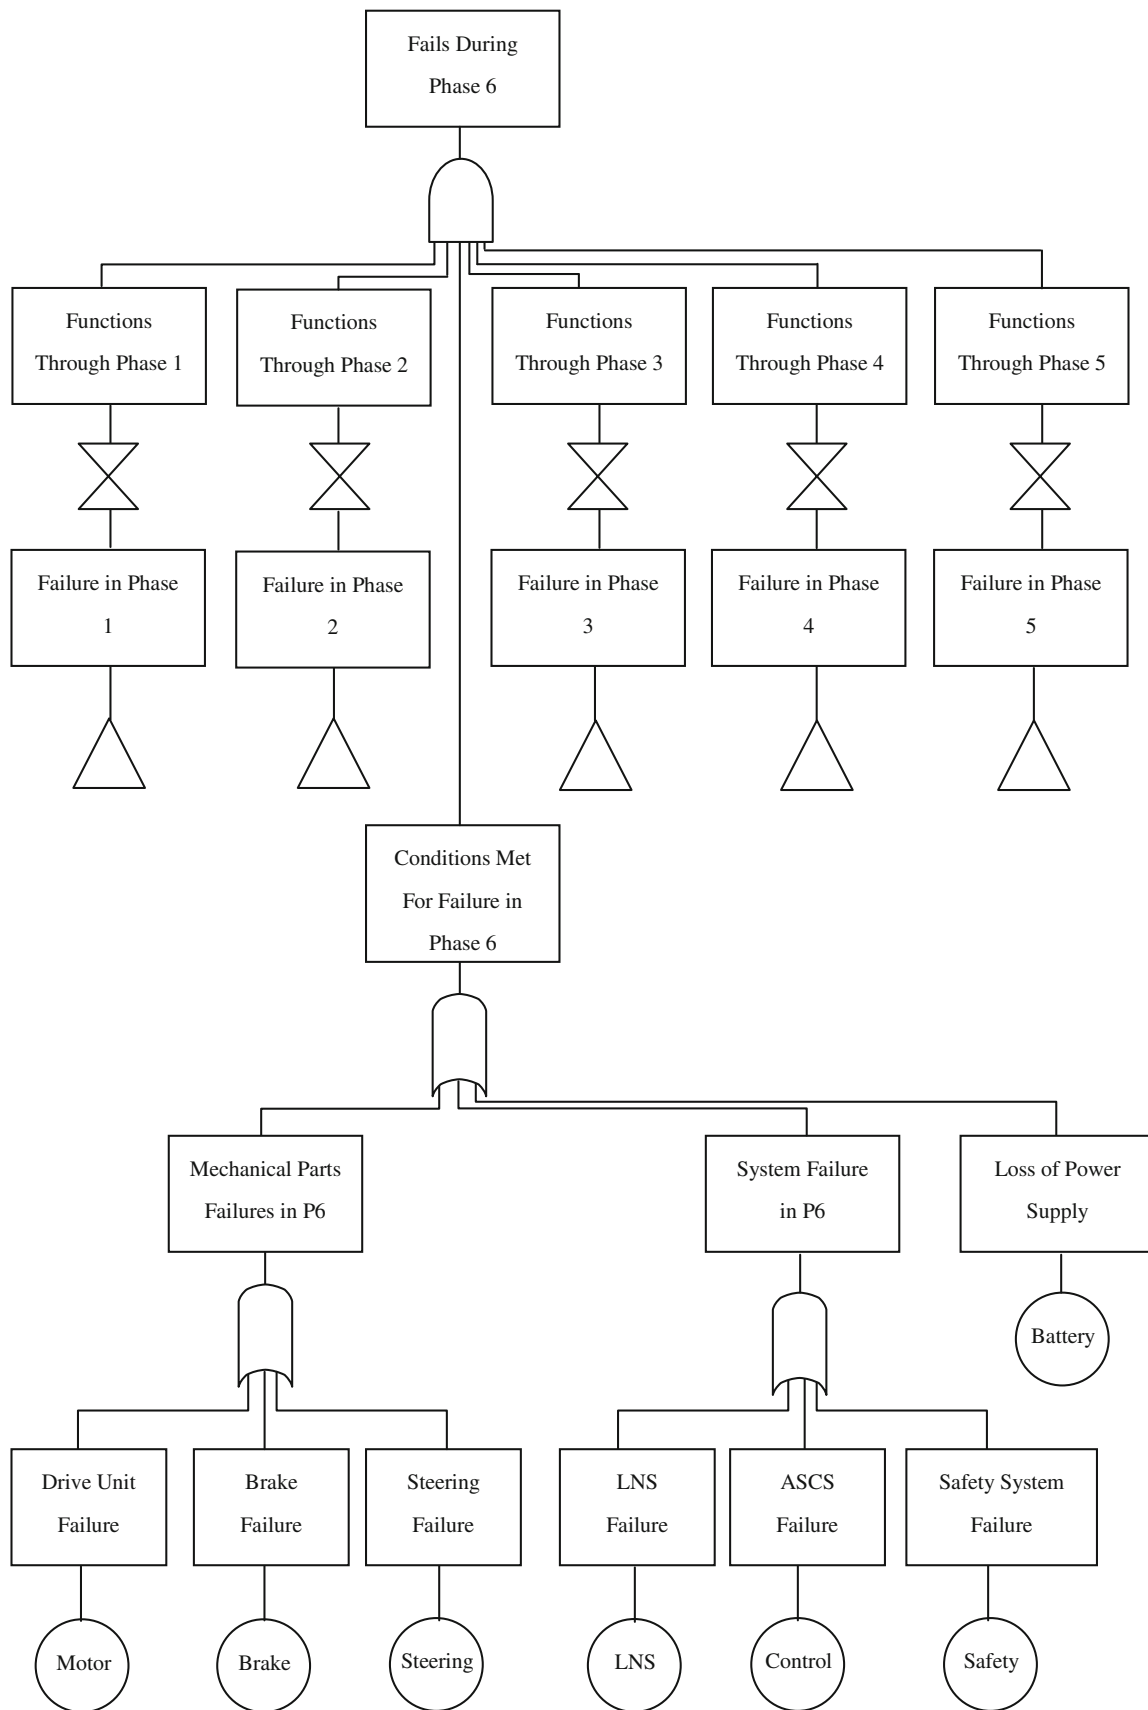 Fails During
Phase 6
Functions
Through Phase 1
Functions
Through Phase 2
Functions
Through Phase 3
Functions
Through Phase 4
Functions
Through Phase 5
Failure in Phase
1
Failure in Phase
2
Failure in Phase
3
Failure in Phase
4
Failure in Phase
5
Conditions Met
For Failure in
Phase 6
Mechanical Parts
Failures in P6
System Failure
in P6
Loss of Power
Supply
Battery
Drive Unit
Failure
Brake
Failure
Steering
Failure
LNS
Failure
ASCS
Failure
Safety System
Failure
Motor
Brake
Steering
LNS
Control
Safety